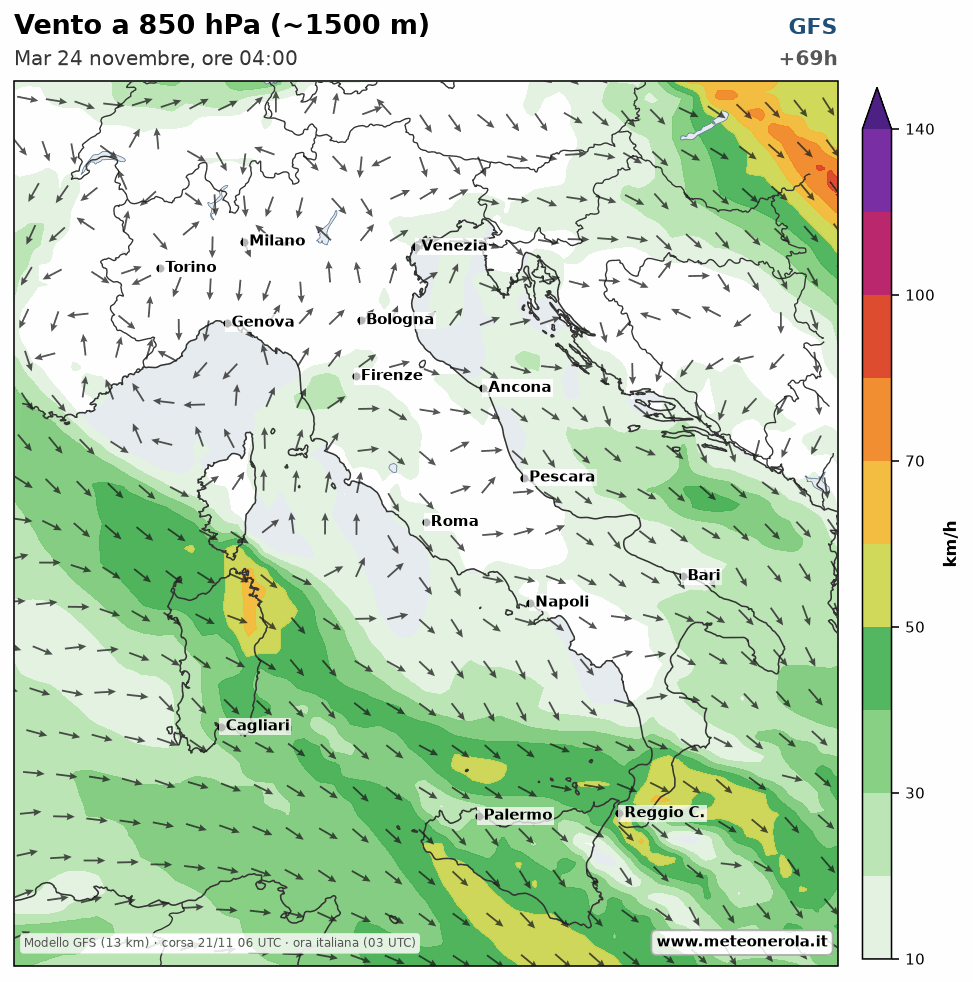 Vento a 850 hPa (~1500 m)
GFS
Mar 24 novembre, ore 04:00
+69h
140
Milano
Venezia
Torino
100
Genova
Bologna
Firenze
Ancona
70
Pescara
Roma
km/h
Bari
Napoli
50
Cagliari
30
Palermo
Reggio C.
Modello GFS (13 km) · corsa 21/11 06 UTC · ora italiana (03 UTC)
www.meteonerola.it
10